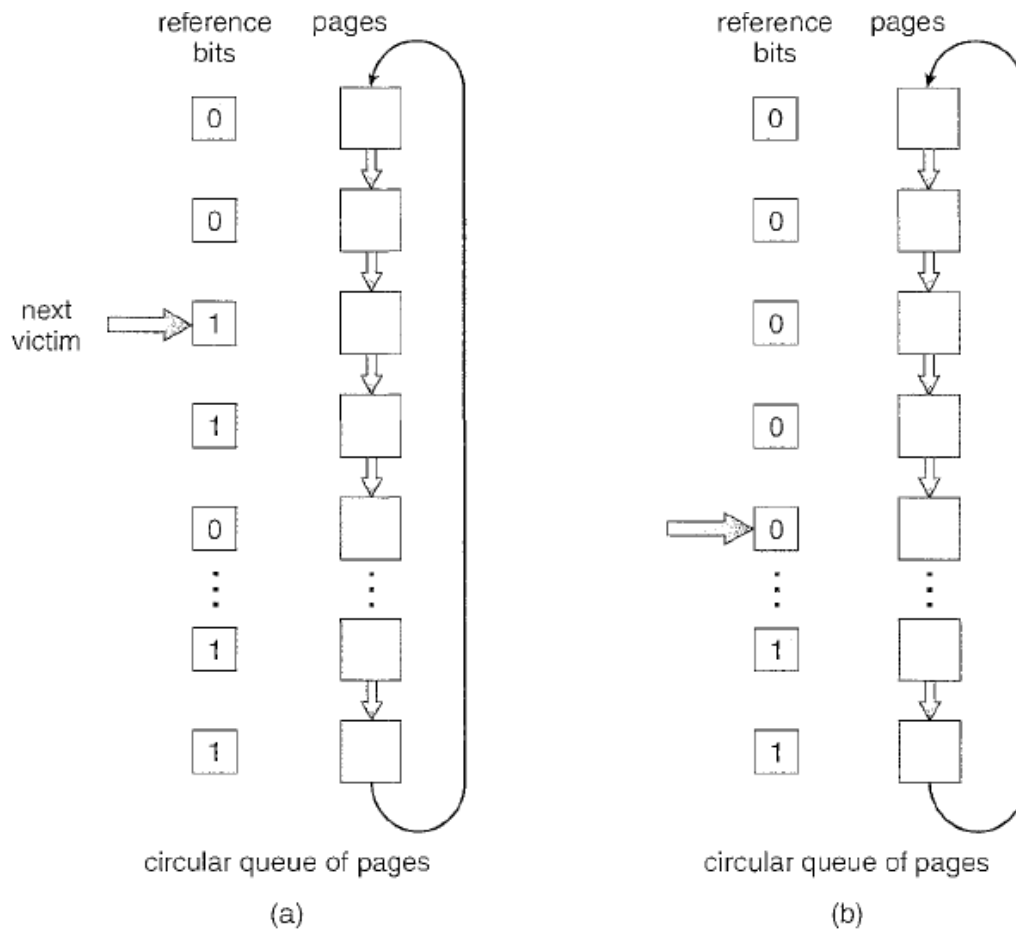 reference bits
pages
0
0
next victim
1
1
0
1
1
circular queue of pages
(a)
reference bits
pages
0
0
0
0
0
1
1
circular queue of pages
(b)